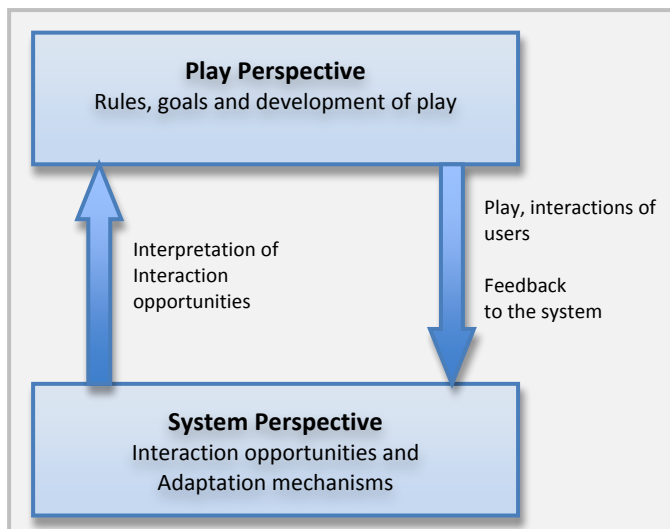 Play Perspective
Rules, goals and development of play
Interpretation of
Interaction
opportunities
Play, interactions of
users
Feedback
to the system
System Perspective
Interaction opportunities and
Adaptation mechanisms